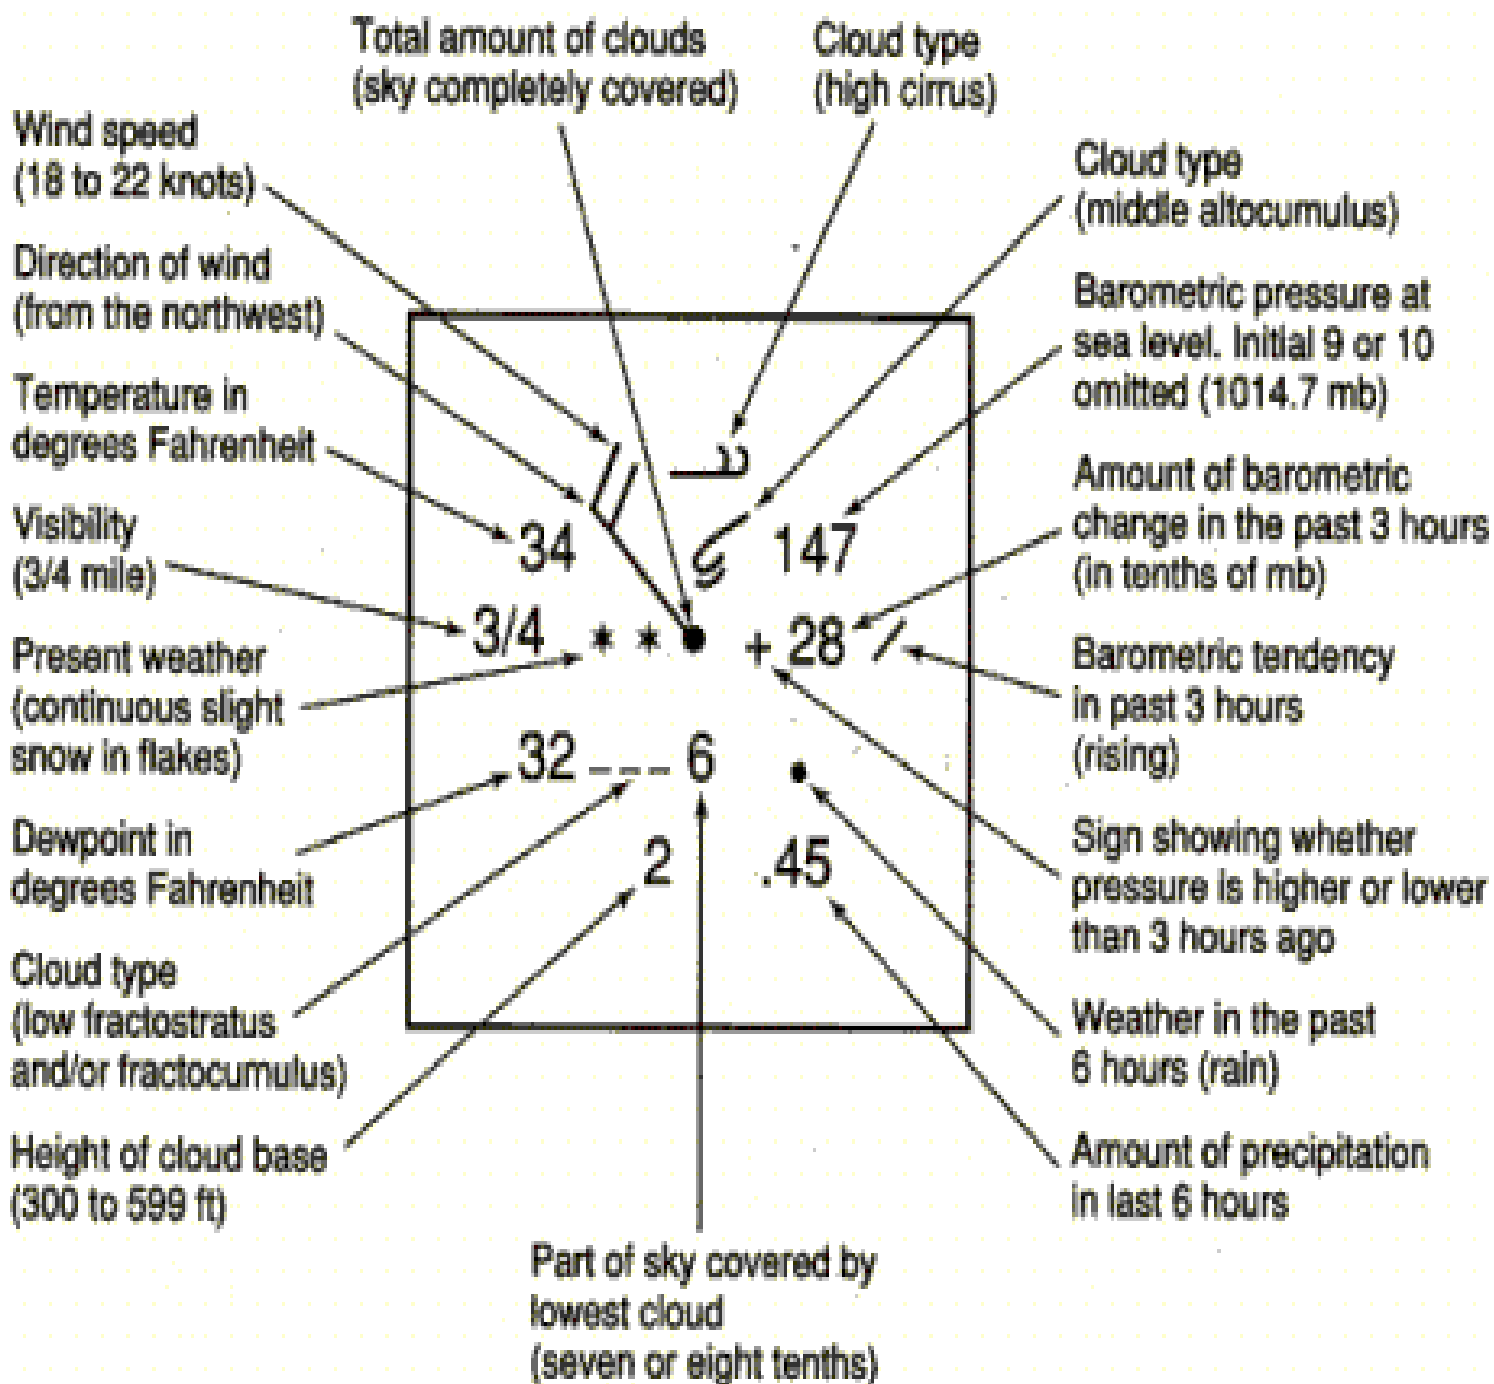 Total amount of clouds
(sky completely covered)
Cloud type
(high cirrus)
Wind speed
(18 to 22 knots)
Direction of wind
(from the northwest)
Temperature in
degrees Fahrenheit
Visibility
(3/4 mile)
Present weather
(continuous slight
snow in flakes)
Dewpoint in
degrees Fahrenheit
Cloud type
(low fractostratus
and/or fractocumulus)
Height of cloud base
(300 to 599 ft)
34
147
3/4 * * + 28 /
32 --- 6
2 .45
Cloud type
(middle altocumulus)
Barometric pressure at
sea level. Initial 9 or 10
omitted (1014.7 mb)
Amount of barometric
change in the past 3 hours
(in tenths of mb)
Barometric tendency
in past 3 hours
(rising)
Sign showing whether
pressure is higher or lower
than 3 hours ago
Weather in the past
6 hours (rain)
Amount of precipitation
in last 6 hours
Part of sky covered by
lowest cloud
(seven or eight tenths)